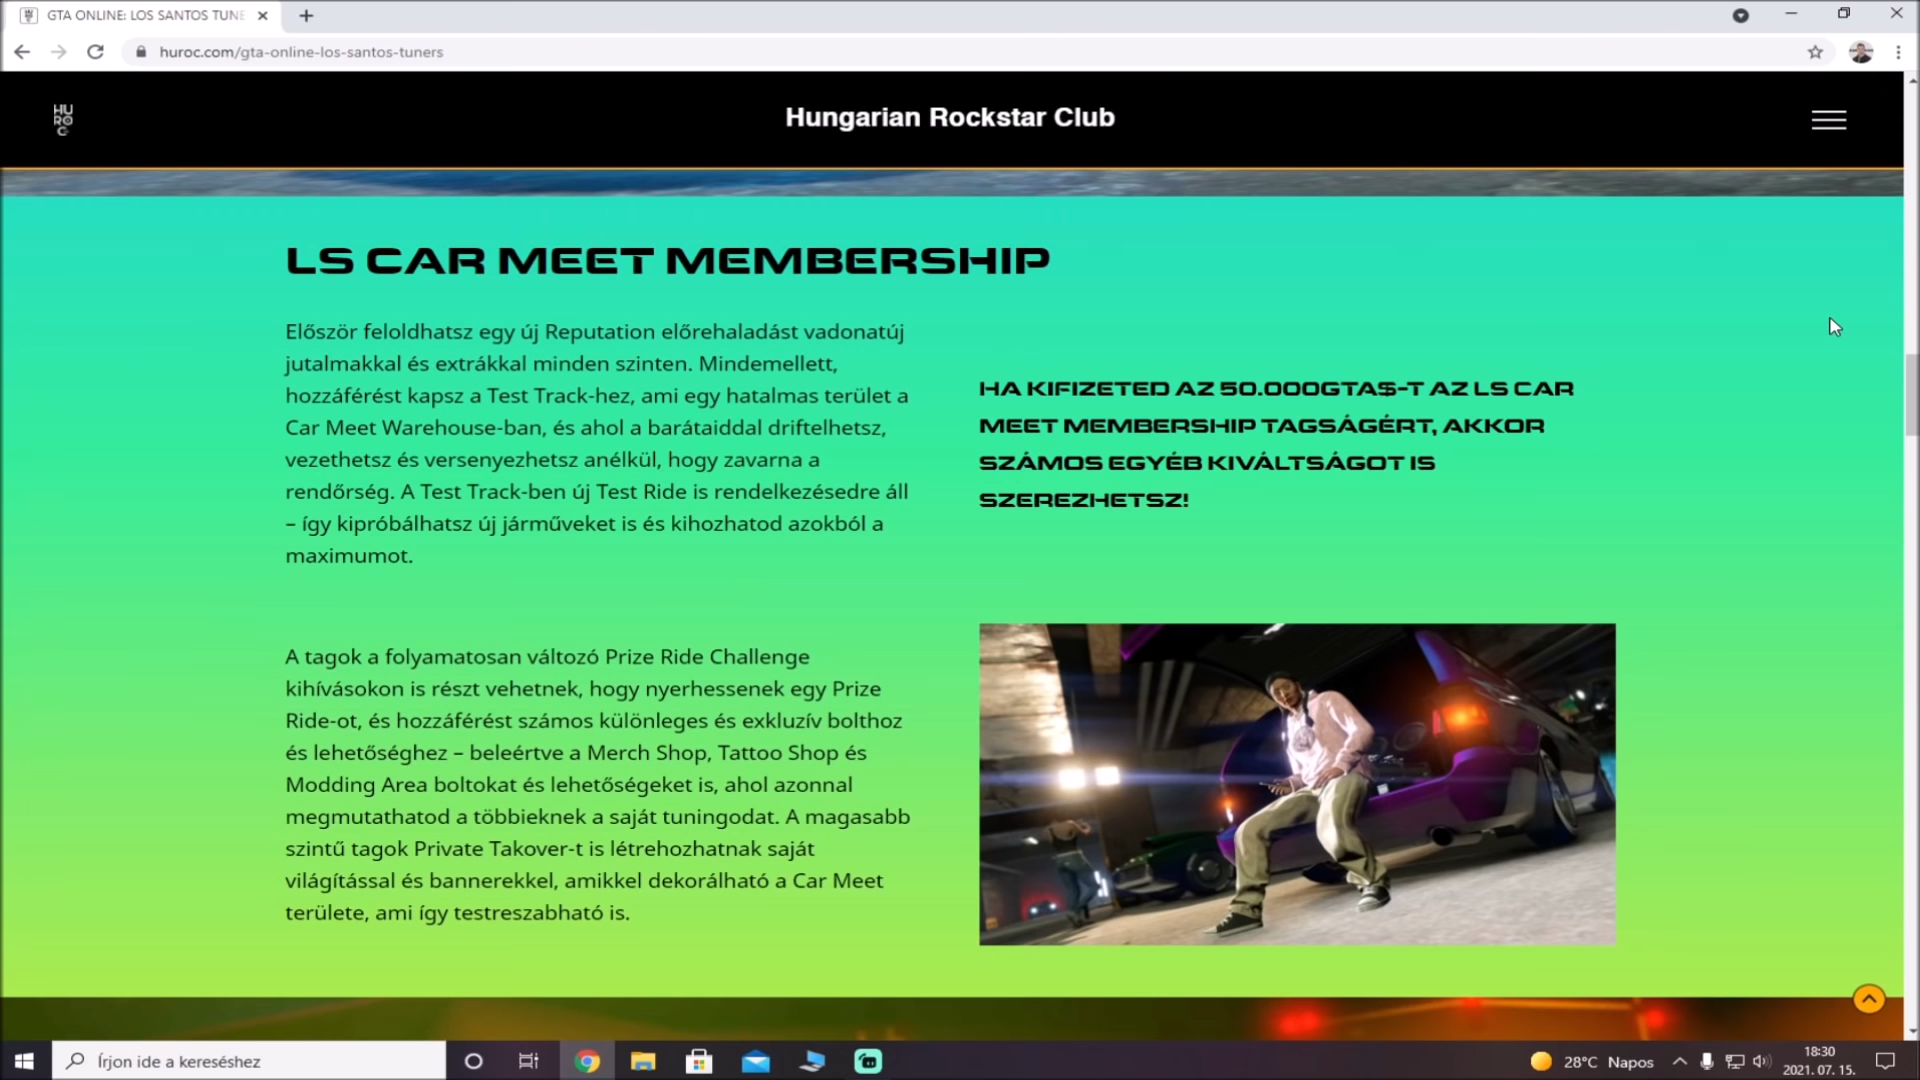 GTA ONLINE: LOS SANTOS TUNE
huroc.com/gta-online-los-santos-tuners
HU
RO
C
Hungarian Rockstar Club
LS CAR MEET MEMBERSHIP
Először feloldhatsz egy új Reputation előrehaladást vadonatúj
jutalmakkal és extrákkal minden szinten. Mindemellett,
hozzáférést kapsz a Test Track-hez, ami egy hatalmas terület a
Car Meet Warehouse-ban, és ahol a barátaiddal driftelhetsz,
vezethetsz és versenyezhetsz anélkül, hogy zavarna a
rendőrség. A Test Track-ben új Test Ride is rendelkezésedre áll
– így kipróbálhatsz új járműveket is és kihozhatod azokból a
maximumot.
HA KIFIZETED AZ 50.000GTA$-T AZ LS CAR
MEET MEMBERSHIP TAGSÁGÉRT, AKKOR
SZÁMOS EGYÉB KIVÁLTSÁGOT IS
SZEREZHETSZ!
A tagok a folyamatosan változó Prize Ride Challenge
kihívásokon is részt vehetnek, hogy nyerhessenek egy Prize
Ride-ot, és hozzáférést számos különleges és exkluzív bolthoz
és lehetőséghez – beleértve a Merch Shop, Tattoo Shop és
Modding Area boltokat és lehetőségeket is, ahol azonnal
megmutathatod a többieknek a saját tuningodat. A magasabb
szintű tagok Private Takover-t is létrehozhatnak saját
világítással és bannerekkel, amikkel dekorálható a Car Meet
területe, ami így testreszabható is.
Írjon ide a kereséshez
28°C Napos
18:30
2021. 07. 15.